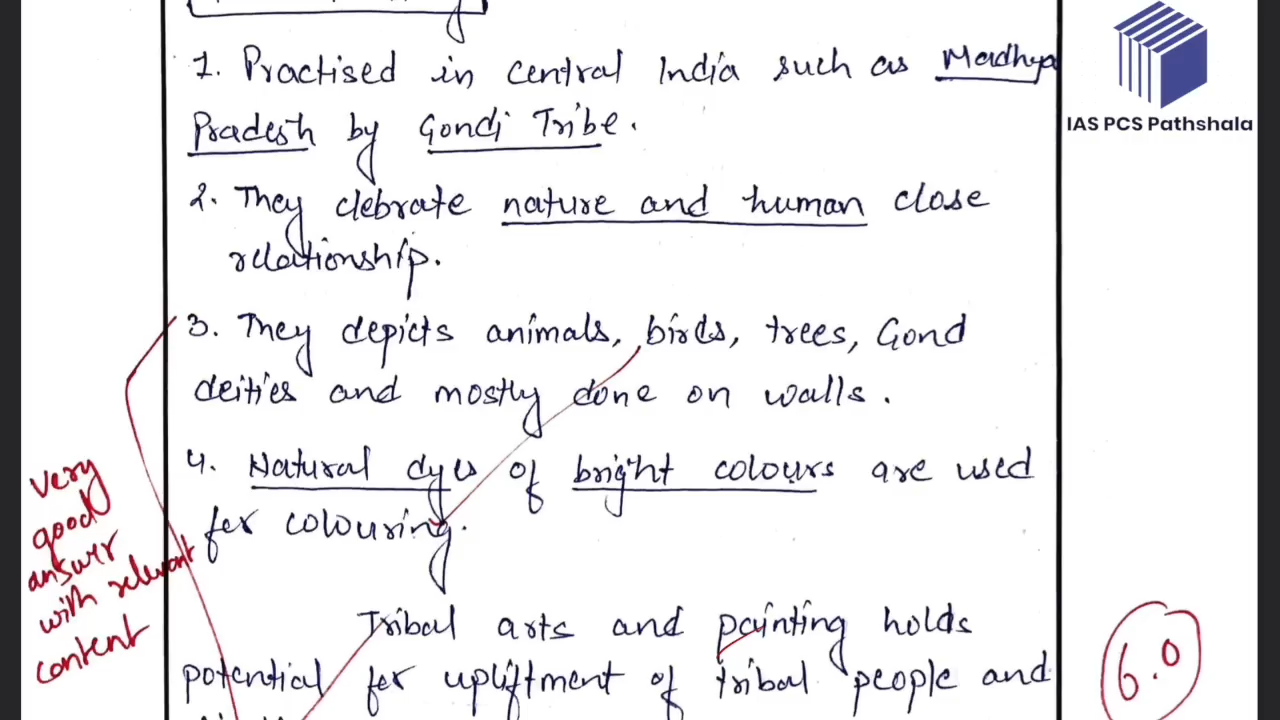 1. Practised in central India such as Madhya
Pradesh by Gondi Tribe.
2. They clebrate nature and human close
relationship.
3. They depicts animals, birds, trees, Gond
deities and mostly done on walls.
4. Natural dyes of bright colours are used
for colouring.
Tribal arts and painting holds
potential for upliftment of tribal people and
very
good
answer
with relevant
content
6.0
IAS PCS Pathshala